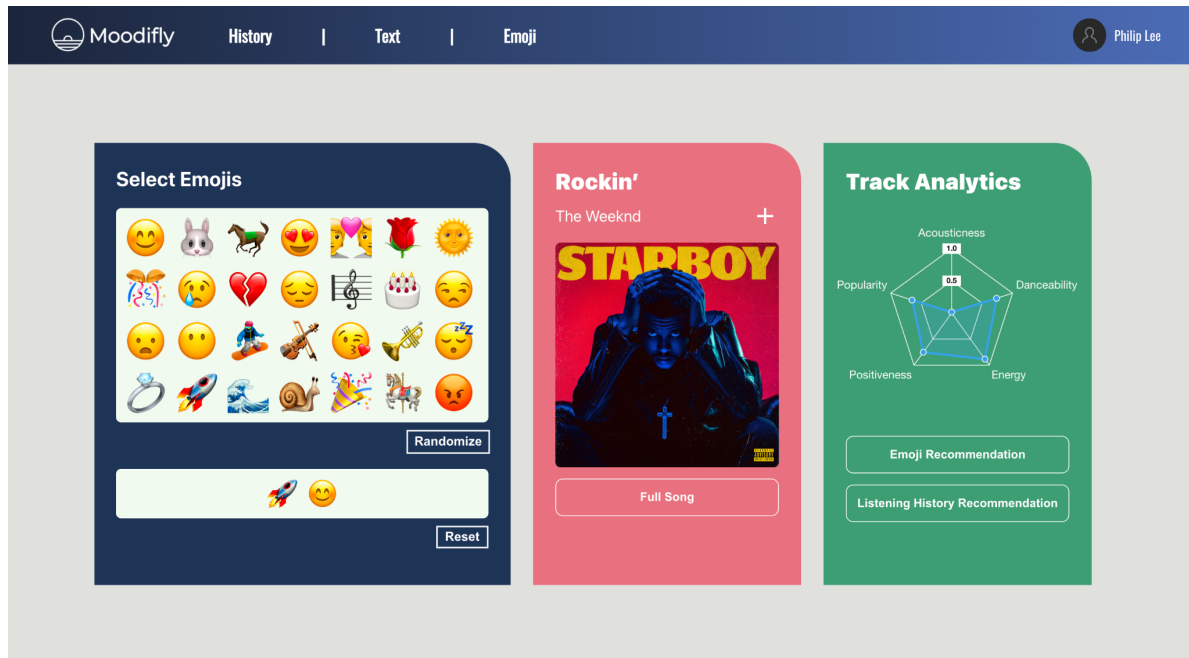 Moodifly
History | Text | Emoji
Philip Lee
Select Emojis
Randomize
Reset
Rockin’
The Weeknd
+
STARBOY
Full Song
Track Analytics
Acousticness
1.0
0.5
Popularity
Danceability
Positiveness
Energy
Emoji Recommendation
Listening History Recommendation